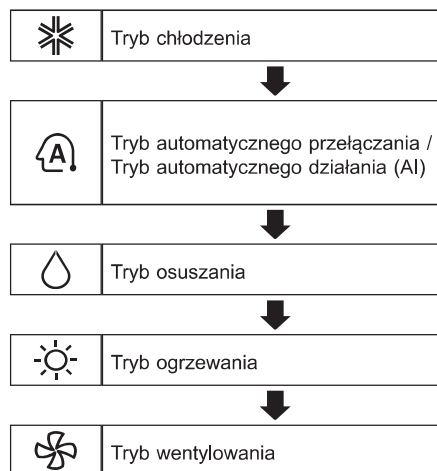 Tryb chłodzenia
A
Tryb automatycznego przełączania /
Tryb automatycznego działania (AI)
Tryb osuszania
Tryb ogrzewania
Tryb wentylowania